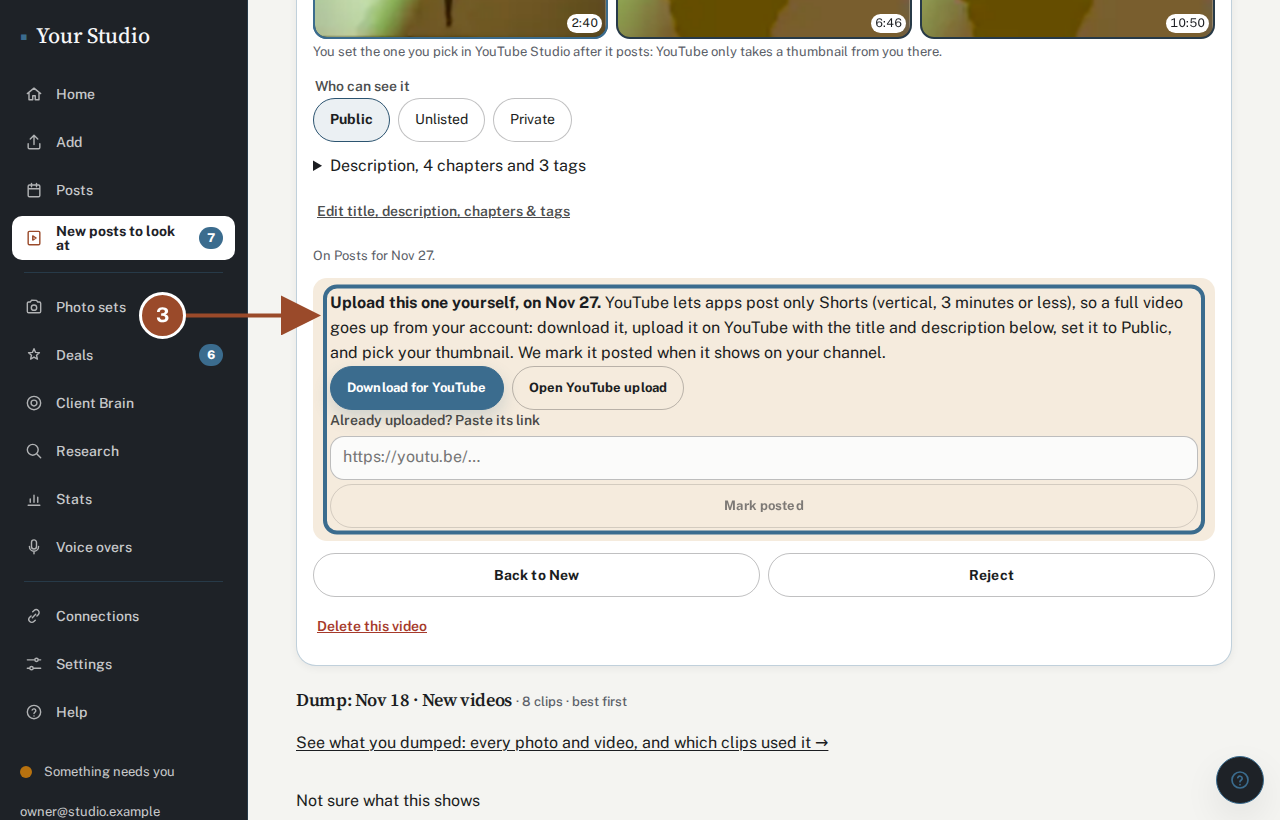 Your Studio
Home
Add
Posts
New posts to look
at
7
Photo sets
Deals
6
Client Brain
Research
Stats
Voice overs
Connections
Settings
Help
Something needs you
owner@studio.example
3
2:40
6:46
10:50
You set the one you pick in YouTube Studio after it posts: YouTube only takes a thumbnail from you there.
Who can see it
Public
Unlisted
Private
Description, 4 chapters and 3 tags
Edit title, description, chapters & tags
On Posts for Nov 27.
Upload this one yourself, on Nov 27. YouTube lets apps post only Shorts (vertical, 3 minutes or less), so a full video
goes up from your account: download it, upload it on YouTube with the title and description below, set it to Public,
and pick your thumbnail. We mark it posted when it shows on your channel.
Download for YouTube
Open YouTube upload
Already uploaded? Paste its link
https://youtu.be/...
Mark posted
Back to New
Reject
Delete this video
Dump: Nov 18 · New videos · 8 clips · best first
See what you dumped: every photo and video, and which clips used it →
Not sure what this shows